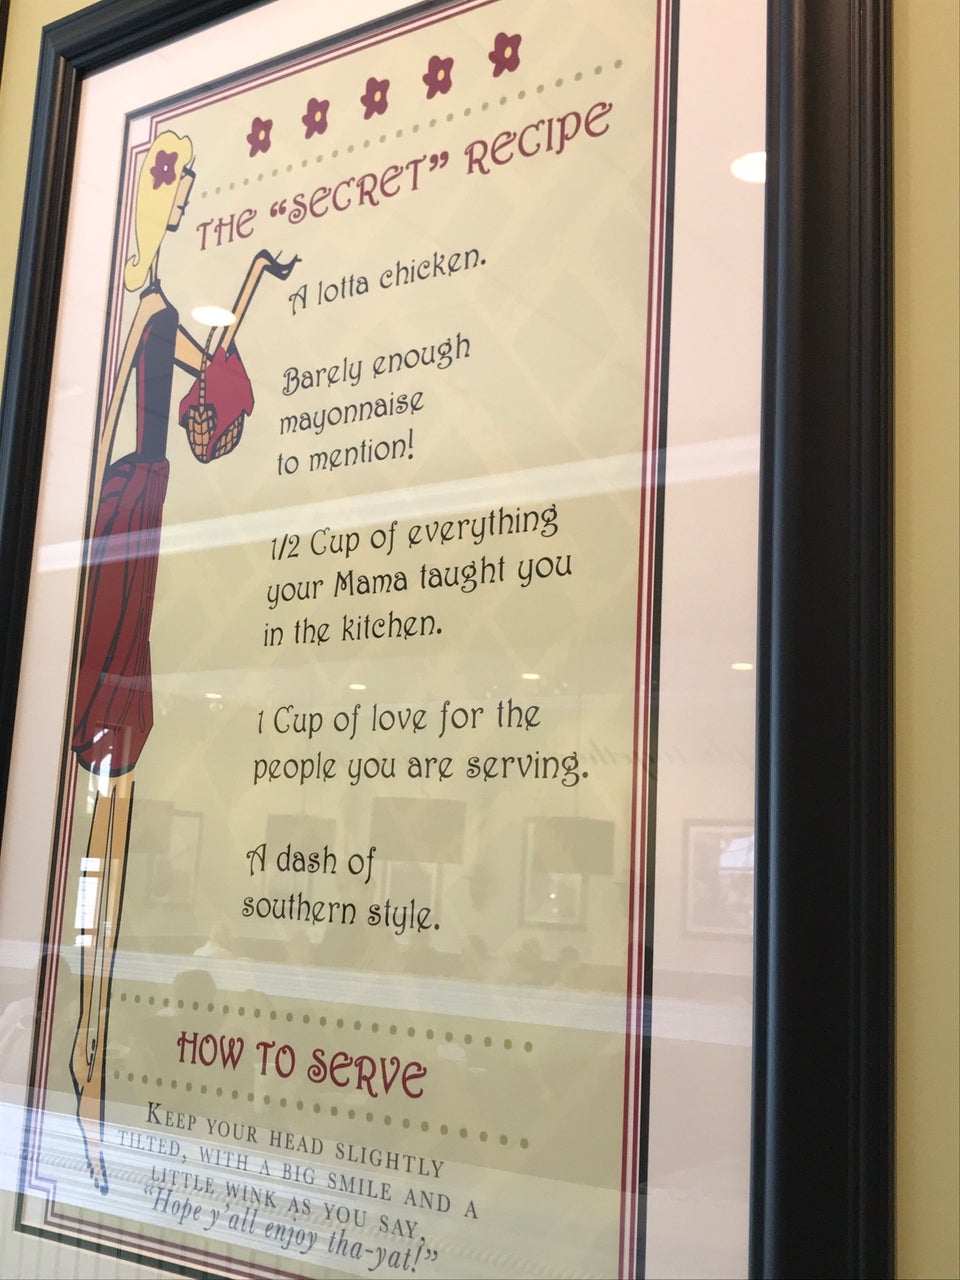 THE “SECRET” RECIPE
A lotta chicken.
Barely enough
mayonnaise
to mention!
1/2 Cup of everything
your Mama taught you
in the kitchen.
1 Cup of love for the
people you are serving.
A dash of
southern style.
HOW TO SERVE
KEEP YOUR HEAD SLIGHTLY
TILTED, WITH A BIG SMILE AND A
LITTLE WINK AS YOU SAY,
“Hope y'all enjoy tha-yat!”